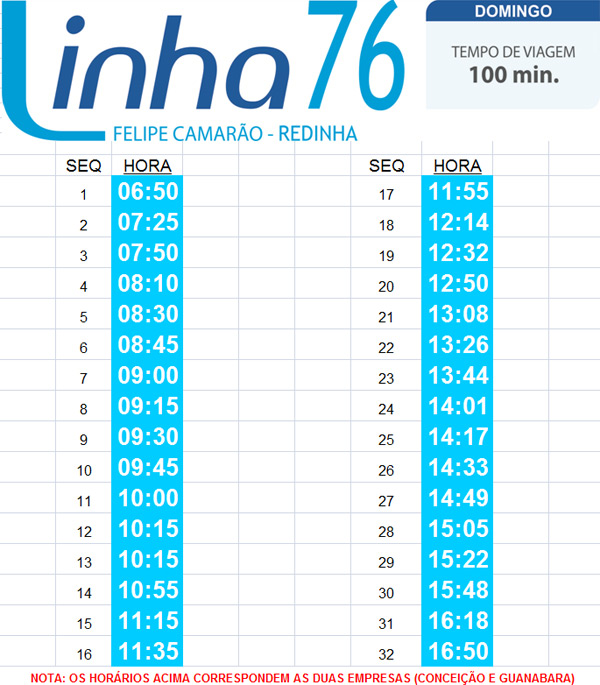 Linha 76
DOMINGO
TEMPO DE VIAGEM
100 min.
FELIPE CAMARÃO - REDINHA
SEQ HORA SEQ HORA
1 06:50 17 11:55
2 07:25 18 12:14
3 07:50 19 12:32
4 08:10 20 12:50
5 08:30 21 13:08
6 08:45 22 13:26
7 09:00 23 13:44
8 09:15 24 14:01
9 09:30 25 14:17
10 09:45 26 14:33
11 10:00 27 14:49
12 10:15 28 15:05
13 10:15 29 15:22
14 10:55 30 15:48
15 11:15 31 16:18
16 11:35 32 16:50
NOTA: OS HORÁRIOS ACIMA CORRESPONDEM AS DUAS EMPRESAS (CONCEIÇÃO E GUANABARA)